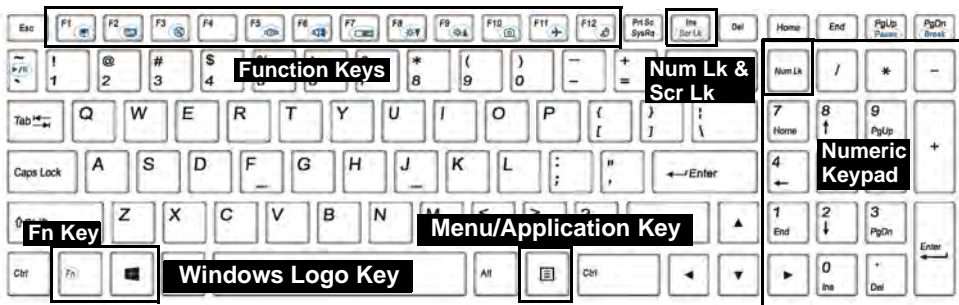 Esc F1 F2 F3 F4 F5 F6 F7 F8 F9 F10 F11 F12 Prt Sc SysRq Ins Scr Lk Del Home End PgUp Pause PgDn Break
~ ` ! 1 @ 2 # 3 $ 4 Function Keys * 8 ( 9 ) 0 — - + = Num Lk & Scr Lk Num Lk / * -
Tab Q W E R T Y U I O P { [ } ] ¦ \ 7 Home 8 ↑ 9 PgUp +
Caps Lock A S D F G H J K L : ; " ' ←Enter 4 ← Numeric Keypad
Fn Key Z X C V B N Menu/Application Key ▲ 1 End 2 ↓ 3 PgDn Enter
Ctrl Fn Windows Logo Key Alt Ctrl ◄ ▼ ► 0 Ins . Del